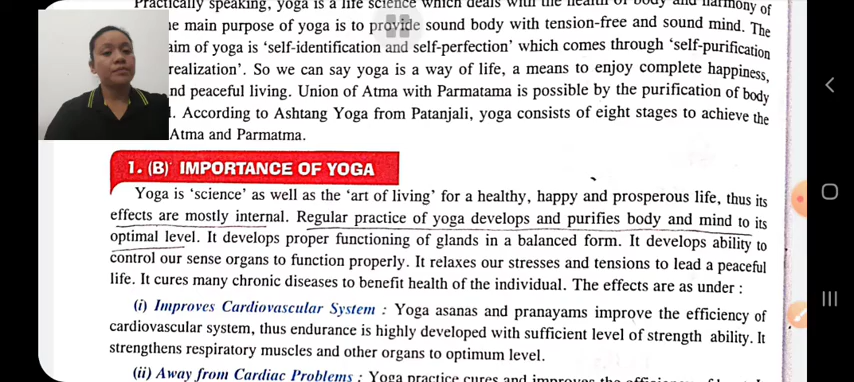 Practically speaking, yoga is a life science which deals with the health of body and harmony of
e main purpose of yoga is to provide sound body with tension-free and sound mind. The
aim of yoga is ‘self-identification and self-perfection’ which comes through ‘self-purification
realization’. So we can say yoga is a way of life, a means to enjoy complete happiness,
nd peaceful living. Union of Atma with Parmatama is possible by the purification of body
l. According to Ashtang Yoga from Patanjali, yoga consists of eight stages to achieve the
Atma and Parmatma.
1. (B) IMPORTANCE OF YOGA
Yoga is ‘science’ as well as the ‘art of living’ for a healthy, happy and prosperous life, thus its
effects are mostly internal. Regular practice of yoga develops and purifies body and mind to its
optimal level. It develops proper functioning of glands in a balanced form. It develops ability to
control our sense organs to function properly. It relaxes our stresses and tensions to lead a peaceful
life. It cures many chronic diseases to benefit health of the individual. The effects are as under :
(i) Improves Cardiovascular System : Yoga asanas and pranayams improve the efficiency of
cardiovascular system, thus endurance is highly developed with sufficient level of strength ability. It
strengthens respiratory muscles and other organs to optimum level.
(ii) Away from Cardiac Problems : Yoga practice cures and improves the